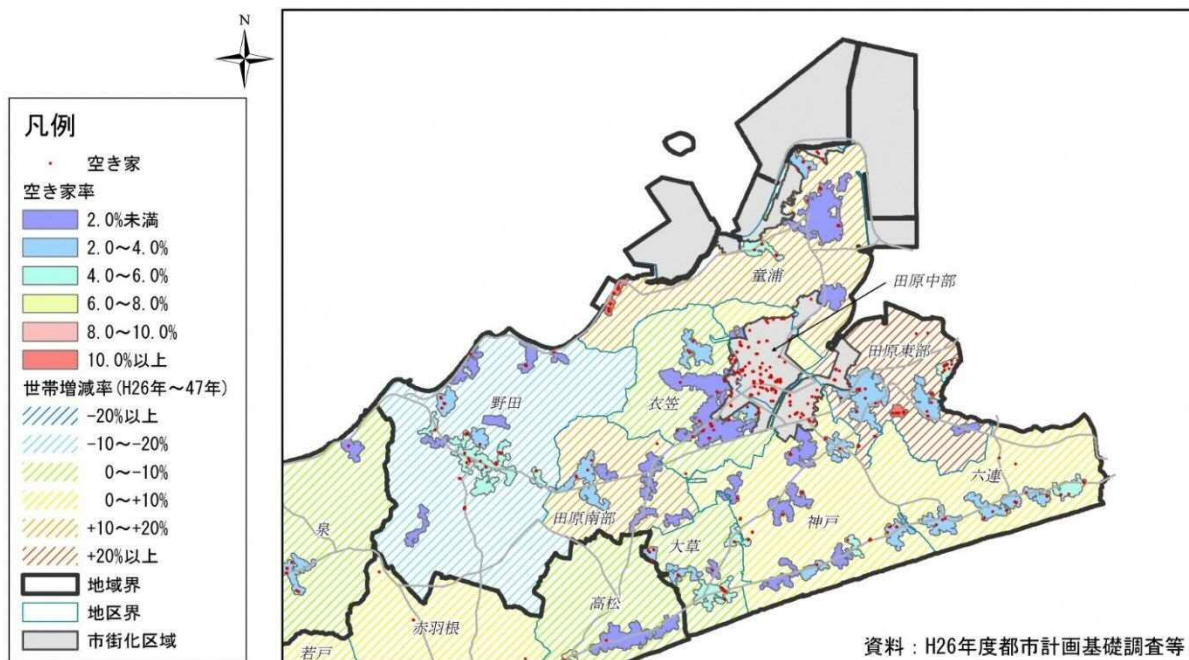 N
凡例
空き家
空き家率
2.0%未満
2.0～4.0%
4.0～6.0%
6.0～8.0%
8.0～10.0%
10.0%以上
世帯増減率(H26年～47年)
-20%以上
-10～-20%
0～-10%
0～+10%
+10～+20%
+20%以上
地域界
地区界
市街化区域
童浦
田原中部
田原東部
野田
衣笠
六連
泉
田原南部
神戸
大草
高松
赤羽根
若戸
資料：H26年度都市計画基礎調査等